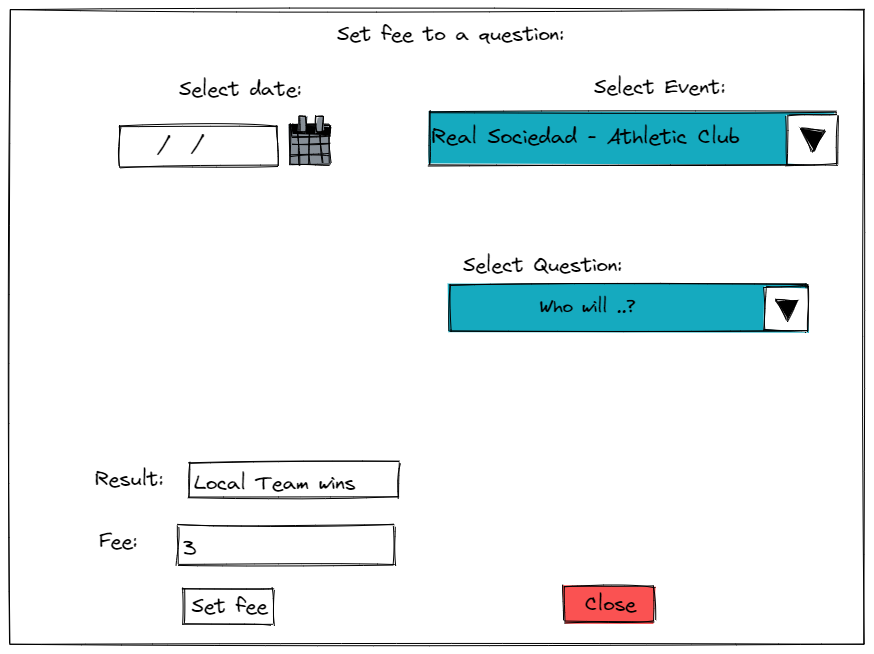 Set fee to a question:
Select date:
Select Event:
/ /
Real Sociedad - Athletic Club
Select Question:
Who will ..?
Result:
Local Team wins
Fee:
3
Set fee
Close